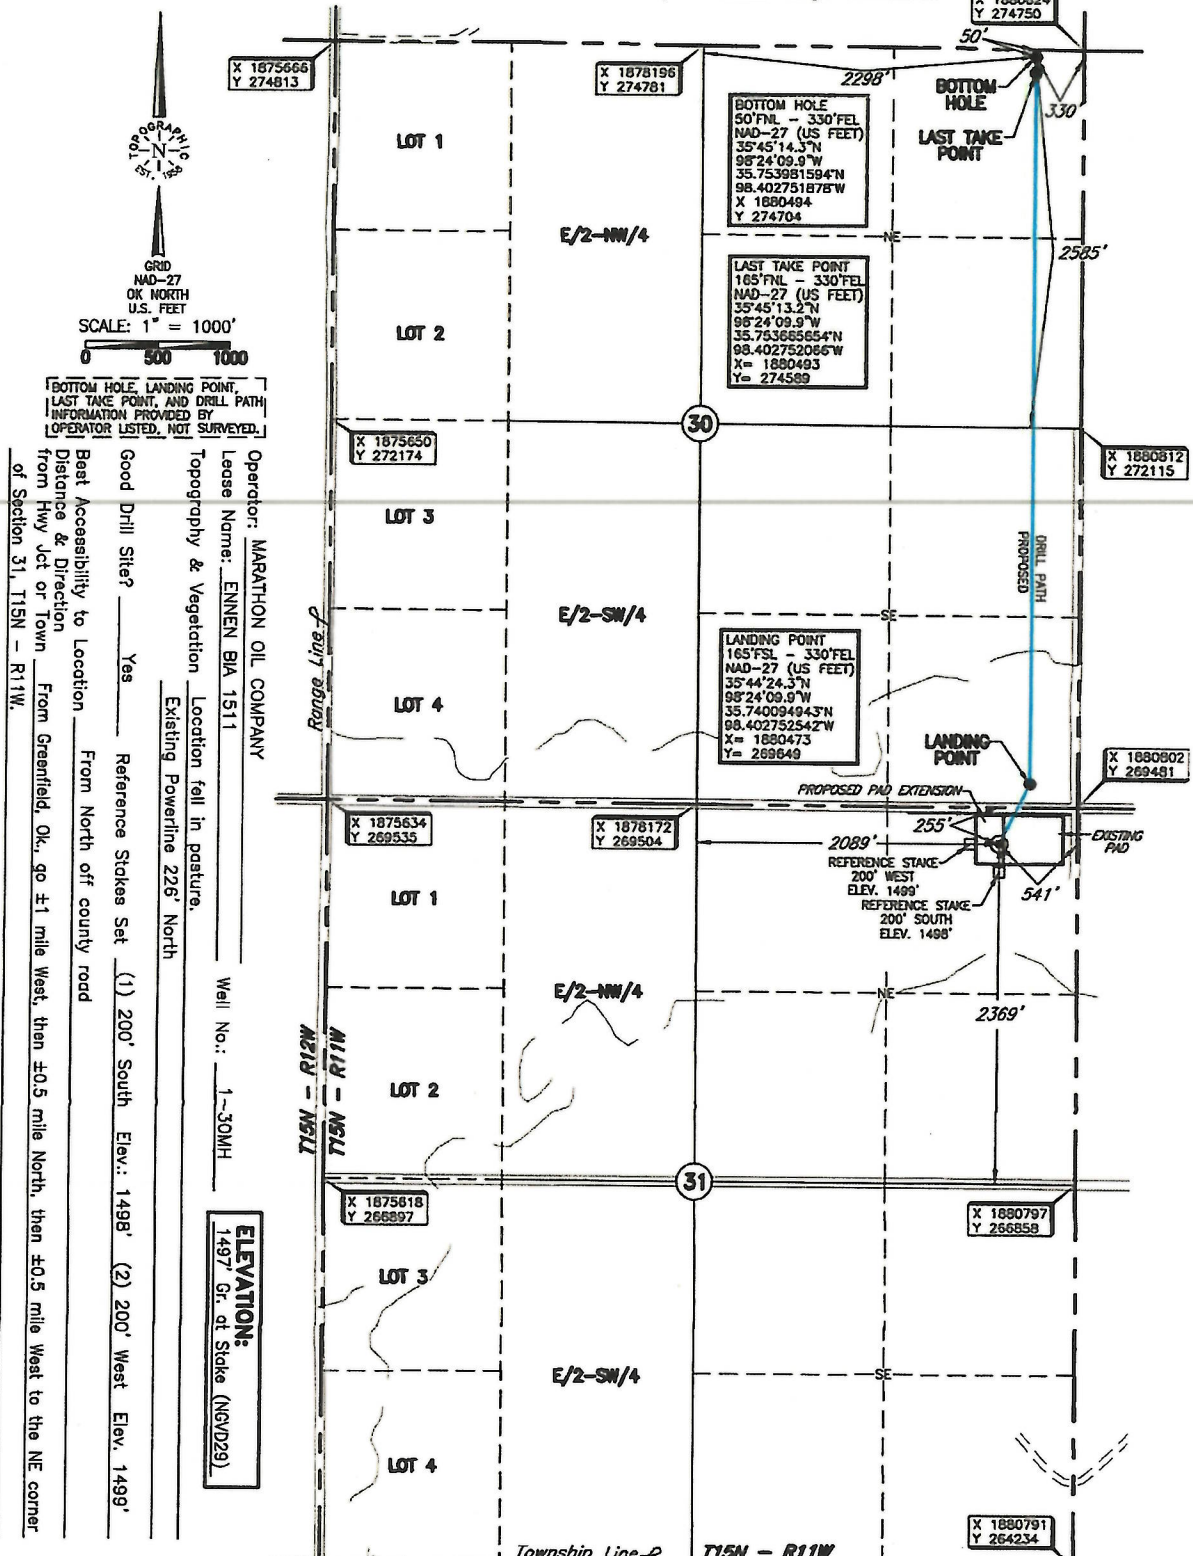 X 1880824
Y 274750
50'
X 1875666
Y 274813
X 1878196
Y 274781
2298'
BOTTOM
HOLE
330'
LAST TAKE
POINT
TOPOGRAPHIC
N
EST. 1956
GRID
NAD-27
OK NORTH
U.S. FEET
SCALE: 1" = 1000'
0 500 1000
BOTTOM HOLE, LANDING POINT,
LAST TAKE POINT, AND DRILL PATH
INFORMATION PROVIDED BY
OPERATOR LISTED, NOT SURVEYED.
LOT 1
BOTTOM HOLE
50'FNL - 330'FEL
NAD-27 (US FEET)
35°45'14.3"N
98°24'09.9"W
35.753981594°N
98.402751878°W
X 1880494
Y 274704
E/2-NW/4
NE
2585'
LAST TAKE POINT
165'FNL - 330'FEL
NAD-27 (US FEET)
35°45'13.2"N
98°24'09.9"W
35.753665654°N
98.402752066°W
X= 1880493
Y= 274589
LOT 2
30
X 1875650
Y 272174
X 1880812
Y 272115
LOT 3
DRILL PATH
PROPOSED
E/2-SW/4
SE
LANDING POINT
165'FSL - 330'FEL
NAD-27 (US FEET)
35°44'24.3"N
98°24'09.9"W
35.740094943°N
98.402752542°W
X= 1880473
Y= 269649
Range Line
LOT 4
LANDING
POINT
X 1880802
Y 269481
PROPOSED PAD EXTENSION
X 1875634
Y 269535
X 1878172
Y 269504
255'
2089'
EXISTING
PAD
REFERENCE STAKE
200' WEST
ELEV. 1499'
REFERENCE STAKE
200' SOUTH
ELEV. 1498'
541'
LOT 1
E/2-NW/4
NE
2369'
T15N - R12W
T15N - R11W
LOT 2
31
X 1875618
Y 266897
X 1880797
Y 266858
LOT 3
E/2-SW/4
SE
LOT 4
X 1880791
Y 264234
Township Line
T15N - R11W
Operator: MARATHON OIL COMPANY
Lease Name: ENNEN BIA 1511 Well No.: 1-30MH
ELEVATION:
1497' Gr. at Stake (NGVD29)
Topography & Vegetation Location fell in pasture.
Existing Powerline 226' North
Good Drill Site? Yes Reference Stakes Set (1) 200' South Elev.: 1498' (2) 200' West Elev. 1499'
Best Accessibility to Location From North off county road
Distance & Direction
from Hwy Jct or Town From Greenfield, Ok., go ±1 mile West, then ±0.5 mile North, then ±0.5 mile West to the NE corner
of Section 31, T15N - R11W.